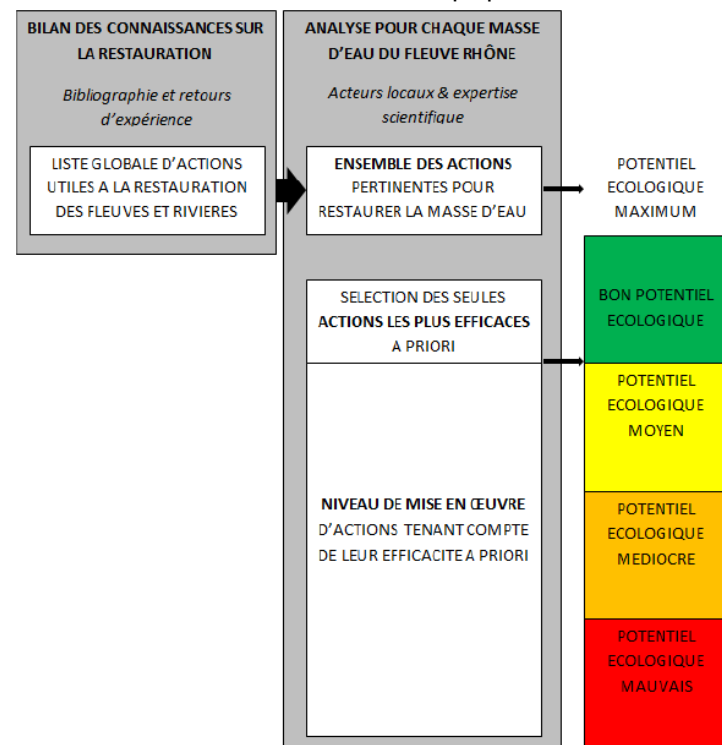 BILAN DES CONNAISSANCES SUR
LA RESTAURATION
Bibliographie et retours
d'expérience
LISTE GLOBALE D'ACTIONS
UTILES A LA RESTAURATION
DES FLEUVES ET RIVIERES
ANALYSE POUR CHAQUE MASSE
D'EAU DU FLEUVE RHÔNE
Acteurs locaux & expertise
scientifique
ENSEMBLE DES ACTIONS
PERTINENTES POUR
RESTAURER LA MASSE D'EAU
POTENTIEL
ECOLOGIQUE
MAXIMUM
SELECTION DES SEULES
ACTIONS LES PLUS EFFICACES
A PRIORI
NIVEAU DE MISE EN ŒUVRE
D'ACTIONS TENANT COMPTE
DE LEUR EFFICACITE A PRIORI
BON POTENTIEL
ECOLOGIQUE
POTENTIEL
ECOLOGIQUE
MOYEN
POTENTIEL
ECOLOGIQUE
MEDIOCRE
POTENTIEL
ECOLOGIQUE
MAUVAIS